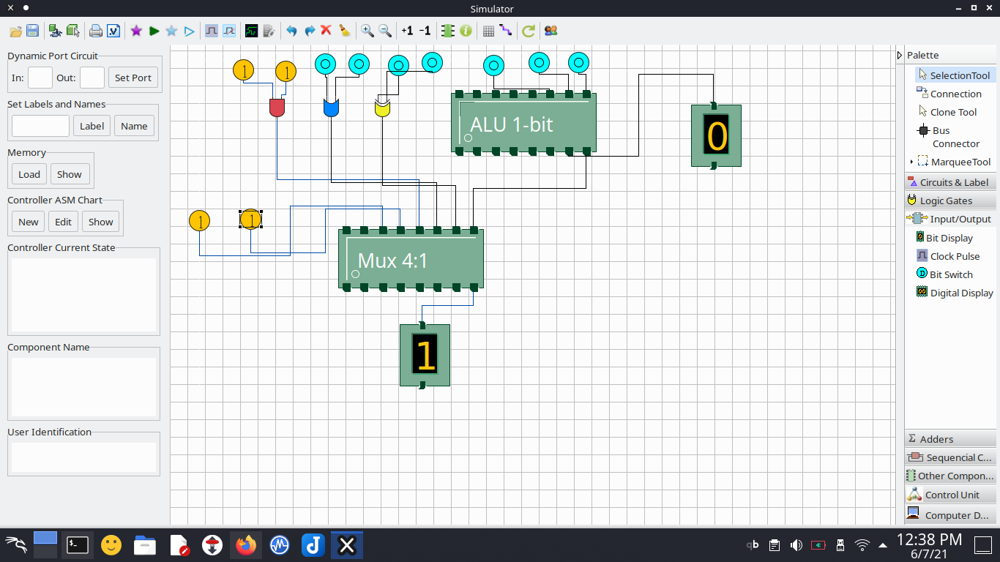 Simulator
+1 -1
Dynamic Port Circuit
In: Out: Set Port
Set Labels and Names
Label Name
Memory
Load Show
Controller ASM Chart
New Edit Show
Controller Current State
Component Name
User Identification
1 1
ALU 1-bit
0
1 1
Mux 4:1
1
Palette
SelectionTool
Connection
Clone Tool
Bus
Connector
MarqueeTool
Circuits & Label
Logic Gates
Input/Output
Bit Display
Clock Pulse
D Bit Switch
Digital Display
Adders
Sequential C...
Other Compon...
Control Unit
Computer D...
qb
12:38 PM
6/7/21